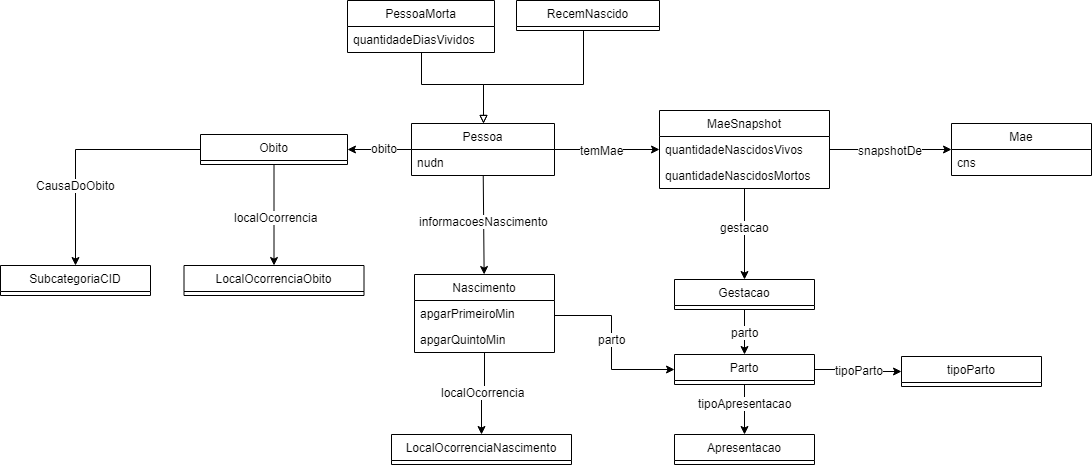 PessoaMorta
quantidadeDiasVividos
RecemNascido
Pessoa
nudn
Obito
obito
temMae
MaeSnapshot
quantidadeNascidosVivos
quantidadeNascidosMortos
snapshotDe
Mae
cns
CausaDoObito
localOcorrencia
informacoesNascimento
gestacao
SubcategoriaCID
LocalOcorrenciaObito
Nascimento
apgarPrimeiroMin
apgarQuintoMin
Gestacao
parto
parto
Parto
tipoParto
tipoParto
localOcorrencia
tipoApresentacao
LocalOcorrenciaNascimento
Apresentacao